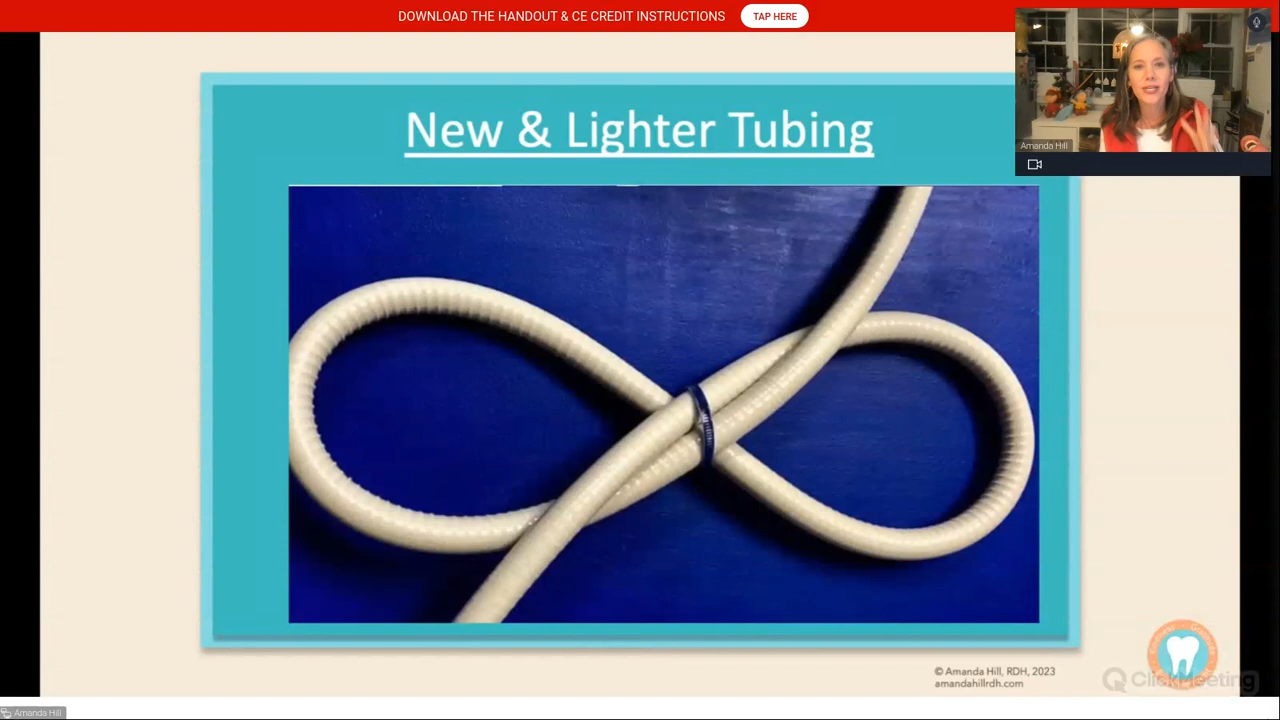 DOWNLOAD THE HANDOUT & CE CREDIT INSTRUCTIONS
TAP HERE
New & Lighter Tubing
Amanda Hill
© Amanda Hill, RDH, 2023
amandahillrdh.com
ClickMeeting
Amanda Hill